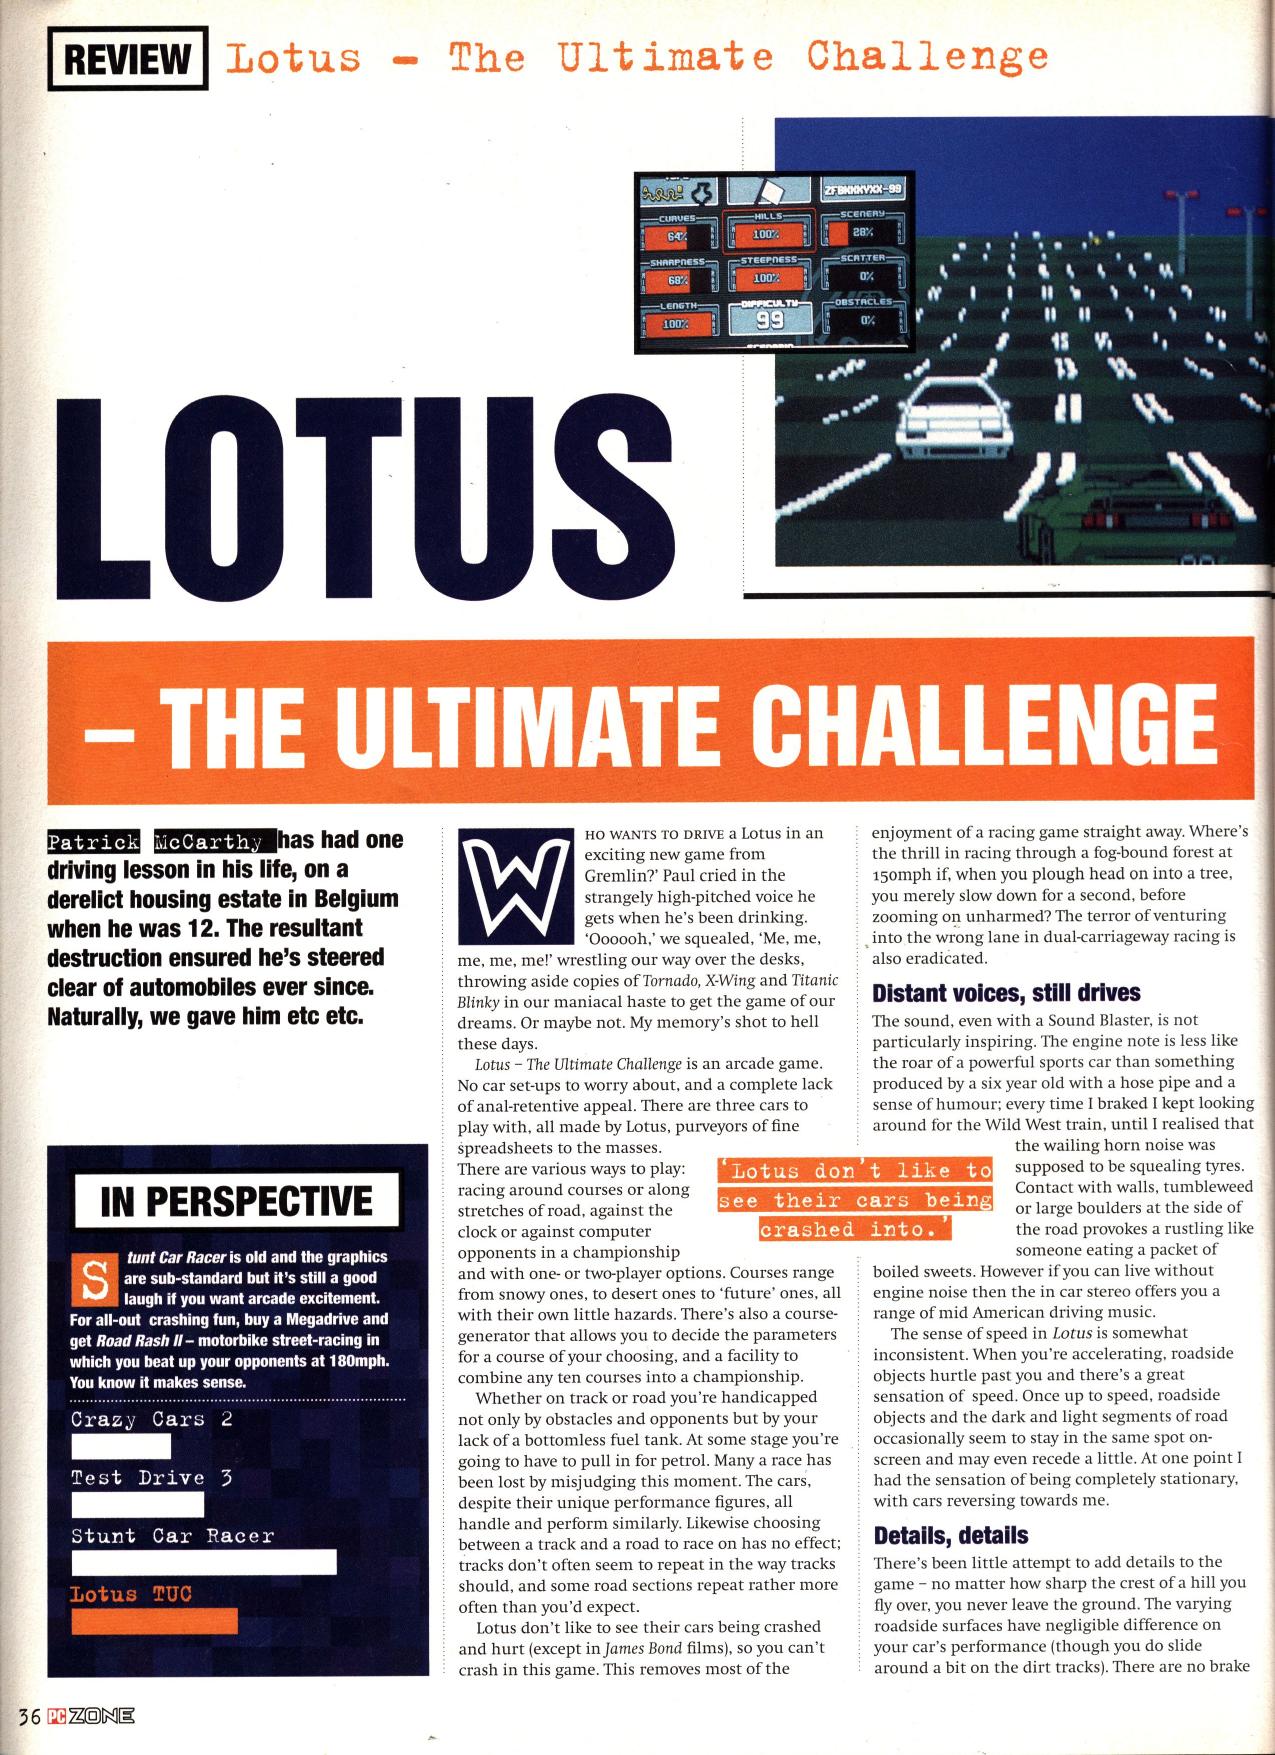 REVIEW Lotus – The Ultimate Challenge
ZFBKKKVXX-99
CURVES
64%
HILLS
100%
SCENERY
28%
SHARPNESS
68%
STEEPNESS
100%
SCATTER
0%
LENGTH
100%
DIFFICULTY
99
OBSTACLES
0%
LOTUS
– THE ULTIMATE CHALLENGE
Patrick McCarthy has had one
driving lesson in his life, on a
derelict housing estate in Belgium
when he was 12. The resultant
destruction ensured he's steered
clear of automobiles ever since.
Naturally, we gave him etc etc.
IN PERSPECTIVE
Stunt Car Racer is old and the graphics
are sub-standard but it's still a good
laugh if you want arcade excitement.
For all-out crashing fun, buy a Megadrive and
get Road Rash II – motorbike street-racing in
which you beat up your opponents at 180mph.
You know it makes sense.
Crazy Cars 2
Test Drive 3
Stunt Car Racer
Lotus TUC
WHO WANTS TO DRIVE a Lotus in an
exciting new game from
Gremlin?' Paul cried in the
strangely high-pitched voice he
gets when he's been drinking.
'Oooooh,' we squealed, 'Me, me,
me, me, me!' wrestling our way over the desks,
throwing aside copies of Tornado, X-Wing and Titanic
Blinky in our maniacal haste to get the game of our
dreams. Or maybe not. My memory's shot to hell
these days.
Lotus – The Ultimate Challenge is an arcade game.
No car set-ups to worry about, and a complete lack
of anal-retentive appeal. There are three cars to
play with, all made by Lotus, purveyors of fine
spreadsheets to the masses.
There are various ways to play:
racing around courses or along
stretches of road, against the
clock or against computer
opponents in a championship
and with one- or two-player options. Courses range
from snowy ones, to desert ones to 'future' ones, all
with their own little hazards. There's also a course-
generator that allows you to decide the parameters
for a course of your choosing, and a facility to
combine any ten courses into a championship.
Whether on track or road you're handicapped
not only by obstacles and opponents but by your
lack of a bottomless fuel tank. At some stage you're
going to have to pull in for petrol. Many a race has
been lost by misjudging this moment. The cars,
despite their unique performance figures, all
handle and perform similarly. Likewise choosing
between a track and a road to race on has no effect;
tracks don't often seem to repeat in the way tracks
should, and some road sections repeat rather more
often than you'd expect.
Lotus don't like to see their cars being crashed
and hurt (except in James Bond films), so you can't
crash in this game. This removes most of the
'Lotus don't like to
see their cars being
crashed into.'
enjoyment of a racing game straight away. Where's
the thrill in racing through a fog-bound forest at
150mph if, when you plough head on into a tree,
you merely slow down for a second, before
zooming on unharmed? The terror of venturing
into the wrong lane in dual-carriageway racing is
also eradicated.
Distant voices, still drives
The sound, even with a Sound Blaster, is not
particularly inspiring. The engine note is less like
the roar of a powerful sports car than something
produced by a six year old with a hose pipe and a
sense of humour; every time I braked I kept looking
around for the Wild West train, until I realised that
the wailing horn noise was
supposed to be squealing tyres.
Contact with walls, tumbleweed
or large boulders at the side of
the road provokes a rustling like
someone eating a packet of
boiled sweets. However if you can live without
engine noise then the in car stereo offers you a
range of mid American driving music.
The sense of speed in Lotus is somewhat
inconsistent. When you're accelerating, roadside
objects hurtle past you and there's a great
sensation of speed. Once up to speed, roadside
objects and the dark and light segments of road
occasionally seem to stay in the same spot on-
screen and may even recede a little. At one point I
had the sensation of being completely stationary,
with cars reversing towards me.
Details, details
There's been little attempt to add details to the
game – no matter how sharp the crest of a hill you
fly over, you never leave the ground. The varying
roadside surfaces have negligible difference on
your car's performance (though you do slide
around a bit on the dirt tracks). There are no brake
36 PC ZONE